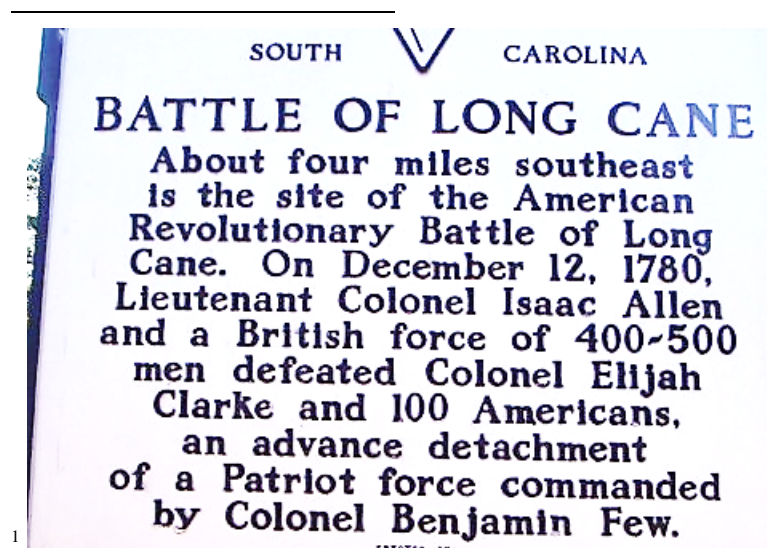 SOUTH CAROLINA
BATTLE OF LONG CANE
About four miles southeast
is the site of the American
Revolutionary Battle of Long
Cane. On December 12, 1780,
Lieutenant Colonel Isaac Allen
and a British force of 400-500
men defeated Colonel Elijah
Clarke and 100 Americans,
an advance detachment
of a Patriot force commanded
by Colonel Benjamin Few.
1